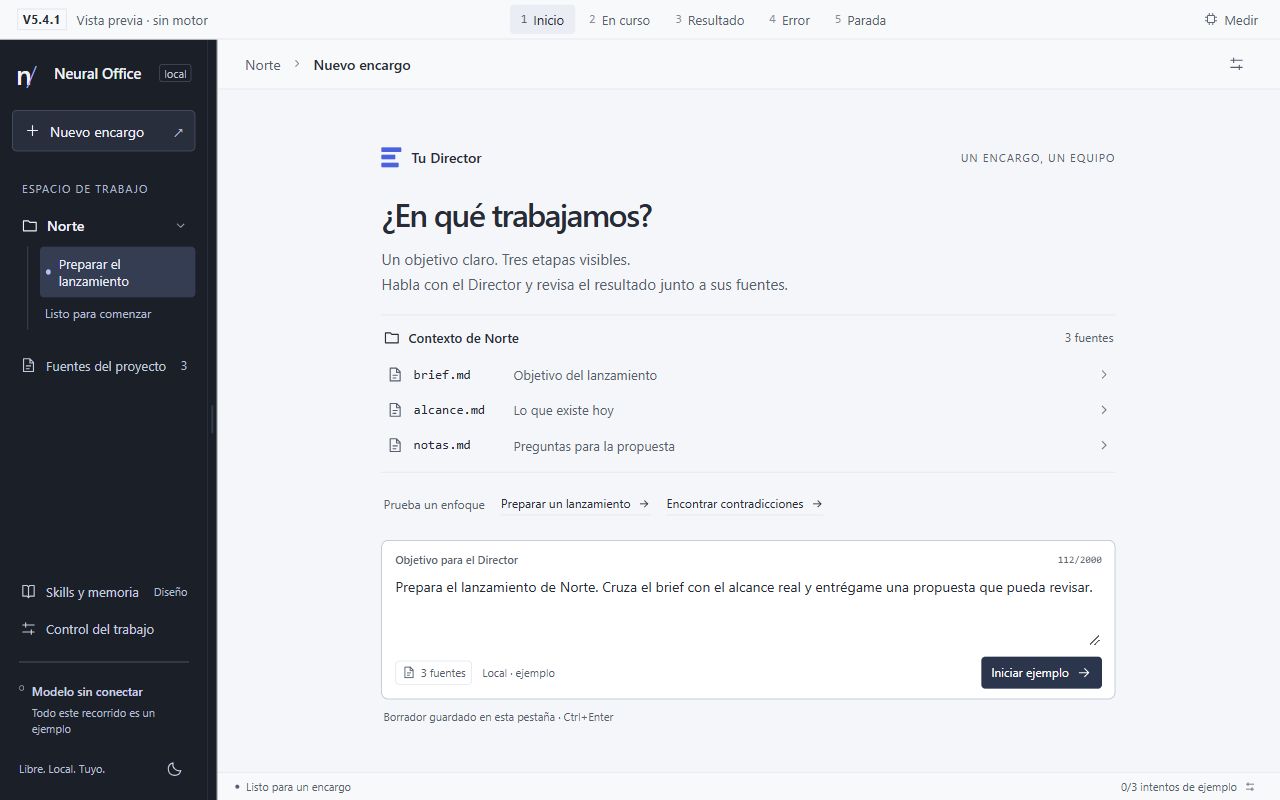 V5.4.1 Vista previa · sin motor
1 Inicio 2 En curso 3 Resultado 4 Error 5 Parada
Medir
n/ Neural Office local
Nuevo encargo
ESPACIO DE TRABAJO
Norte
Preparar el
lanzamiento
Listo para comenzar
Fuentes del proyecto 3
Skills y memoria Diseño
Control del trabajo
Modelo sin conectar
Todo este recorrido es un
ejemplo
Libre. Local. Tuyo.
Norte > Nuevo encargo
Tu Director
UN ENCARGO, UN EQUIPO
¿En qué trabajamos?
Un objetivo claro. Tres etapas visibles.
Habla con el Director y revisa el resultado junto a sus fuentes.
Contexto de Norte 3 fuentes
brief.md Objetivo del lanzamiento
alcance.md Lo que existe hoy
notas.md Preguntas para la propuesta
Prueba un enfoque Preparar un lanzamiento → Encontrar contradicciones →
Objetivo para el Director 112/2000
Prepara el lanzamiento de Norte. Cruza el brief con el alcance real y entrégame una propuesta que pueda revisar.
3 fuentes Local · ejemplo Iniciar ejemplo →
Borrador guardado en esta pestaña · Ctrl+Enter
Listo para un encargo
0/3 intentos de ejemplo